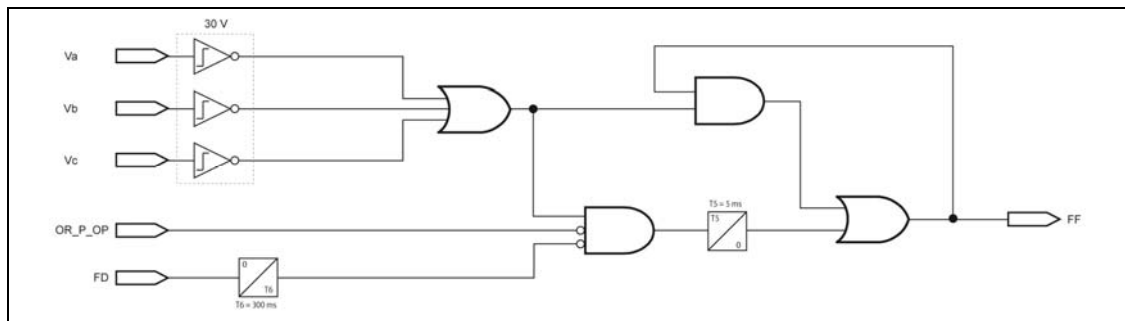 30 V
Va
Vb
Vc
OR_P_OP
FD
0
T6
T6 = 300 ms
T5 = 5 ms
T5
0
FF